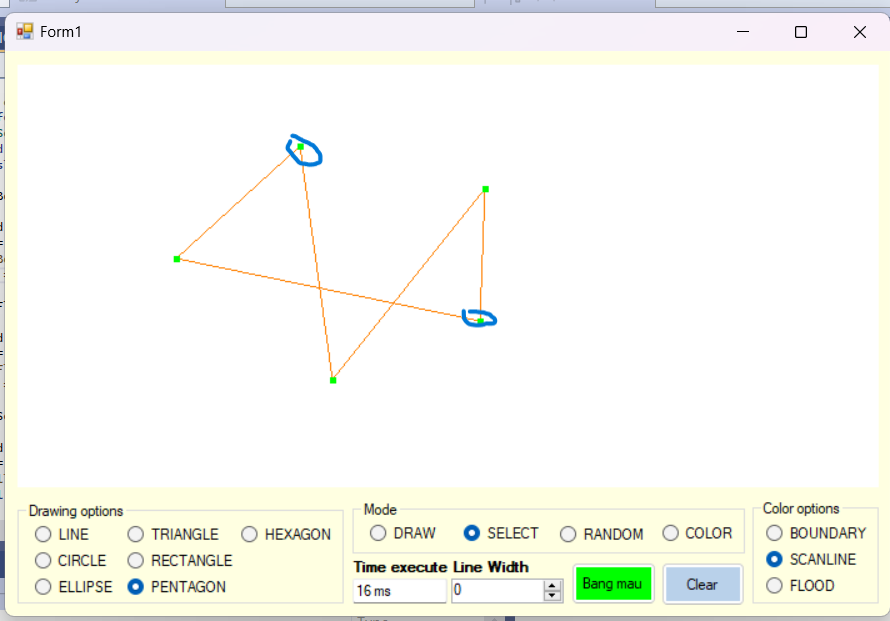 Form1
Drawing options
LINE TRIANGLE HEXAGON
CIRCLE RECTANGLE
ELLIPSE PENTAGON
Mode
DRAW SELECT RANDOM COLOR
Time execute Line Width
16 ms 0 Bang mau Clear
Color options
BOUNDARY
SCANLINE
FLOOD